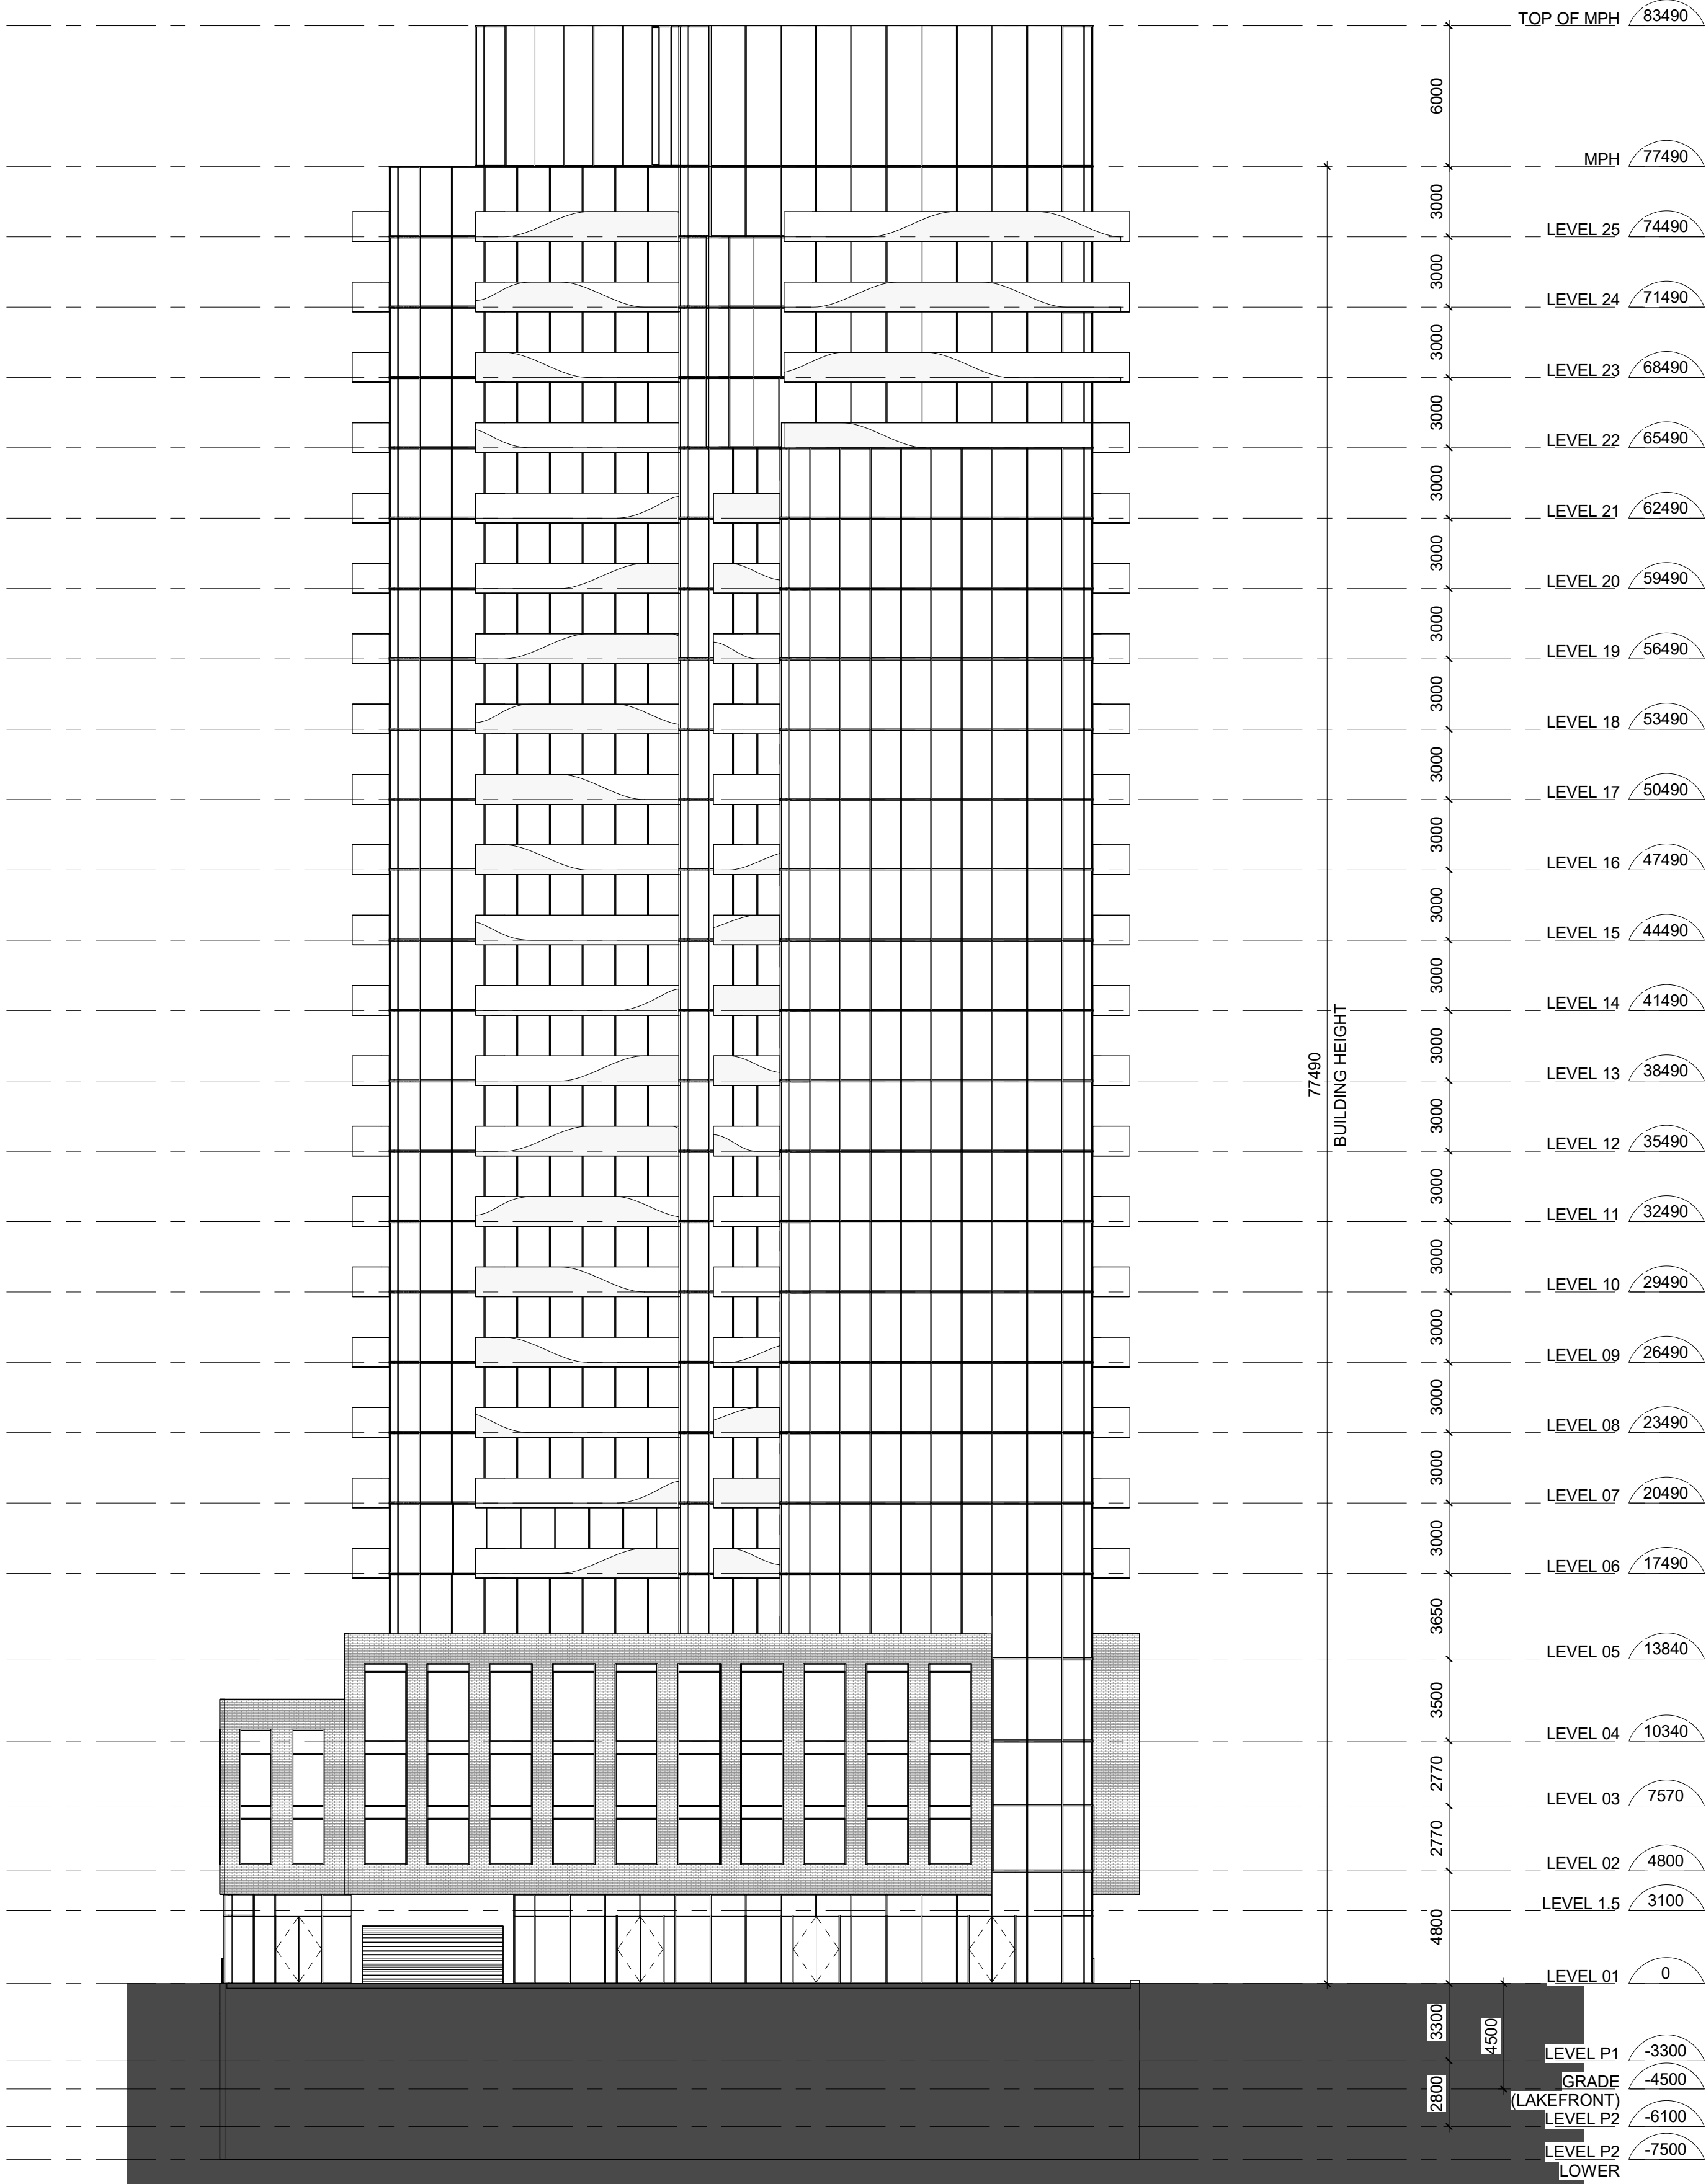 TOP OF MPH 83490
6000
MPH 77490
3000
LEVEL 25 74490
3000
LEVEL 24 71490
3000
LEVEL 23 68490
3000
LEVEL 22 65490
3000
LEVEL 21 62490
3000
LEVEL 20 59490
3000
LEVEL 19 56490
3000
LEVEL 18 53490
3000
LEVEL 17 50490
3000
LEVEL 16 47490
3000
LEVEL 15 44490
3000
LEVEL 14 41490
3000
77490
BUILDING HEIGHT
LEVEL 13 38490
3000
LEVEL 12 35490
3000
LEVEL 11 32490
3000
LEVEL 10 29490
3000
LEVEL 09 26490
3000
LEVEL 08 23490
3000
LEVEL 07 20490
3000
LEVEL 06 17490
3650
LEVEL 05 13840
3500
LEVEL 04 10340
2770
LEVEL 03 7570
2770
LEVEL 02 4800
LEVEL 1.5 3100
4800
LEVEL 01 0
3300
4500
LEVEL P1 -3300
GRADE -4500
(LAKEFRONT)
2800
LEVEL P2 -6100
LEVEL P2 -7500
LOWER